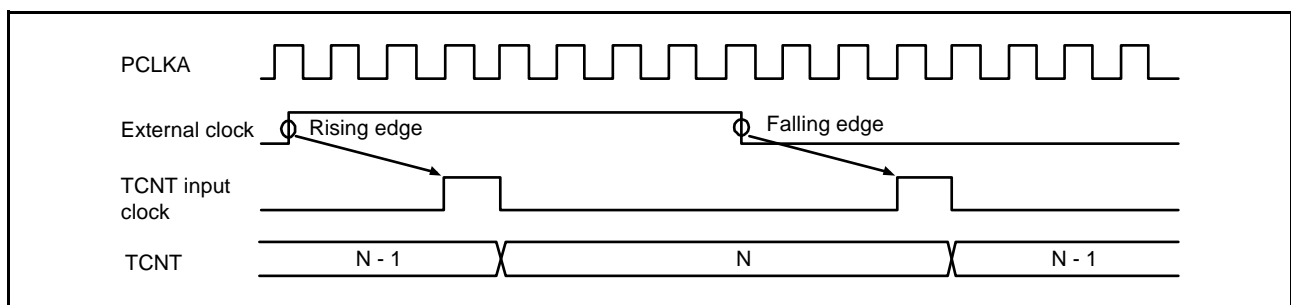 PCLKA
External clock
Rising edge
Falling edge
TCNT input
clock
TCNT
N - 1
N
N - 1